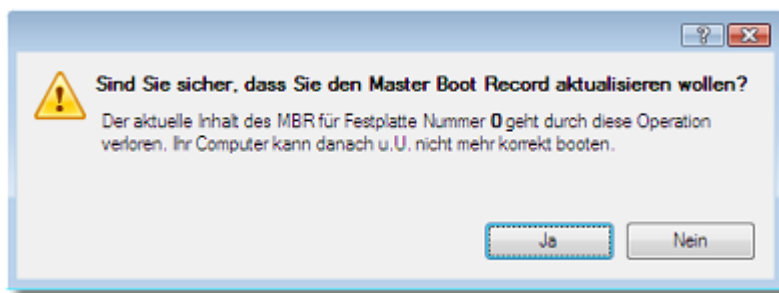 Sind Sie sicher, dass Sie den Master Boot Record aktualisieren wollen?
Der aktuelle Inhalt des MBR für Festplatte Nummer 0 geht durch diese Operation
verloren. Ihr Computer kann danach u.U. nicht mehr korrekt booten.
Ja Nein